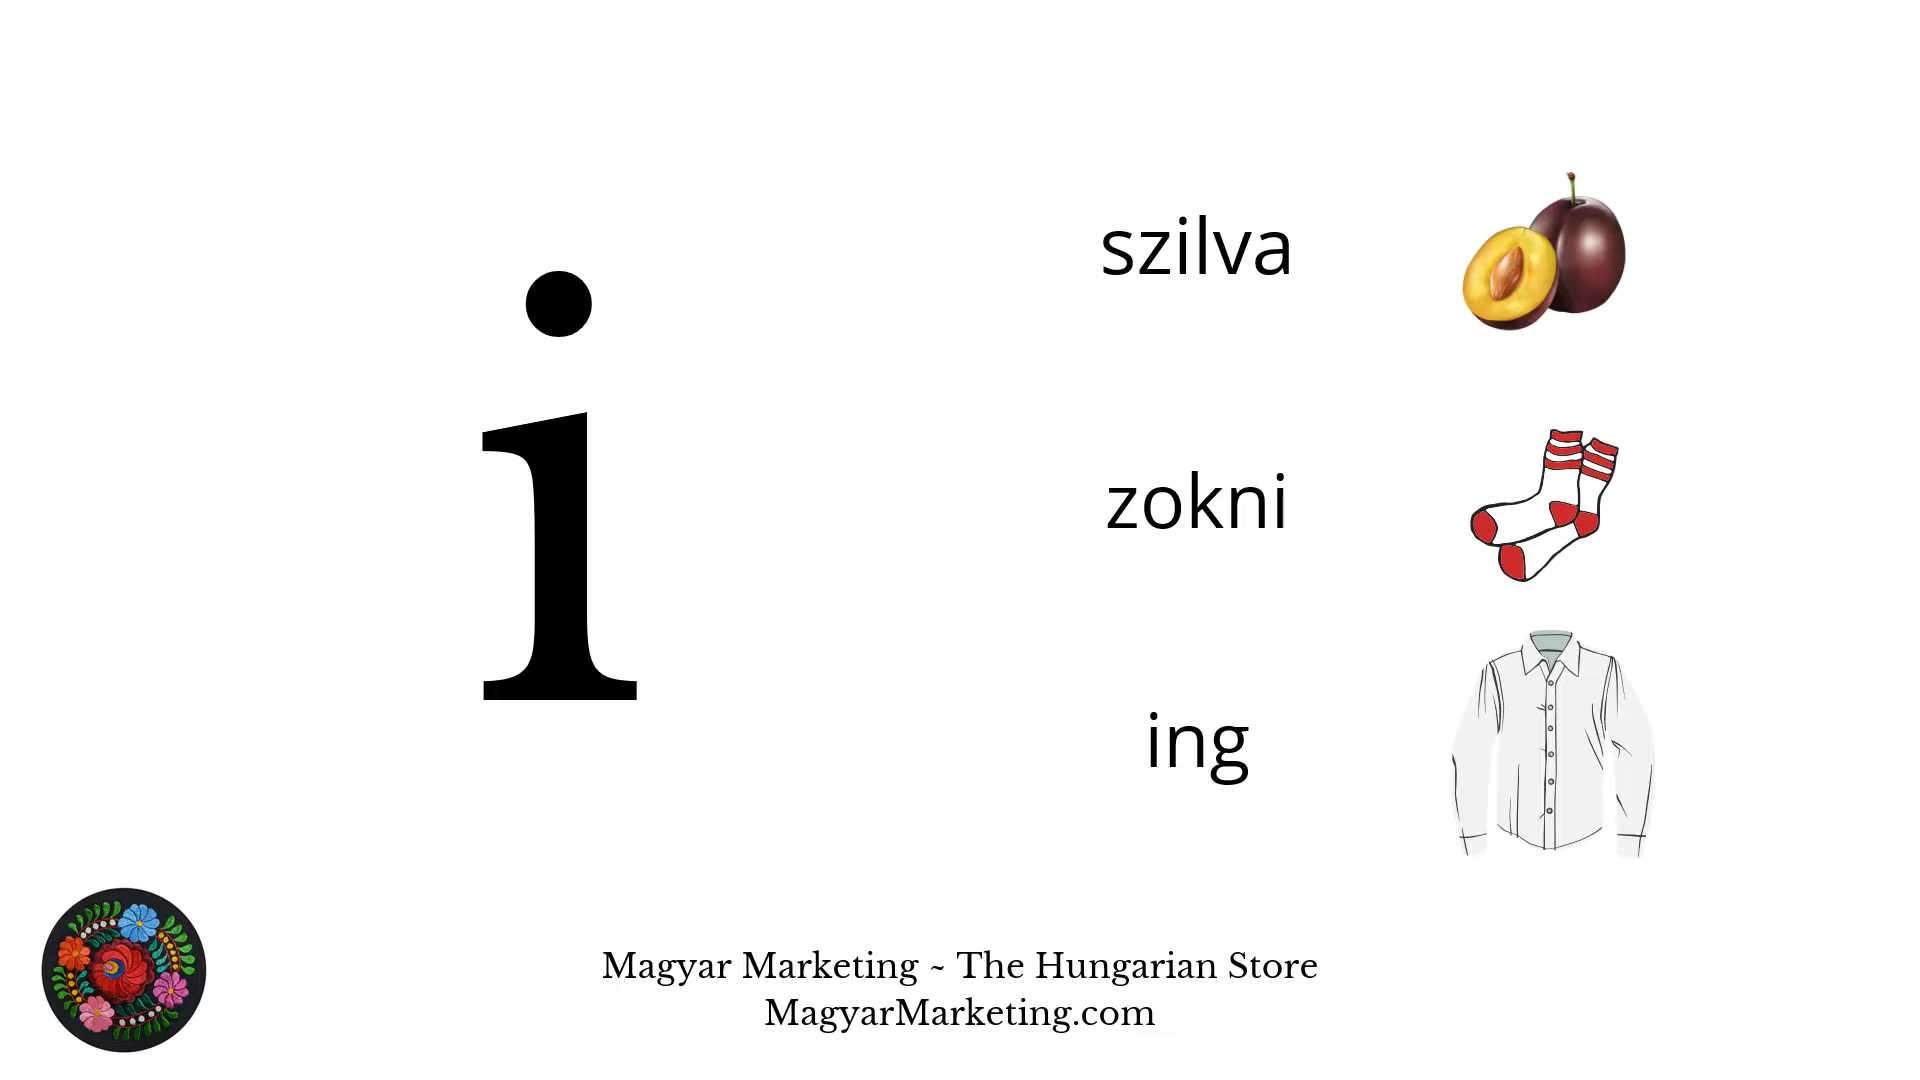 i
szilva
zokni
ing
Magyar Marketing ~ The Hungarian Store
MagyarMarketing.com